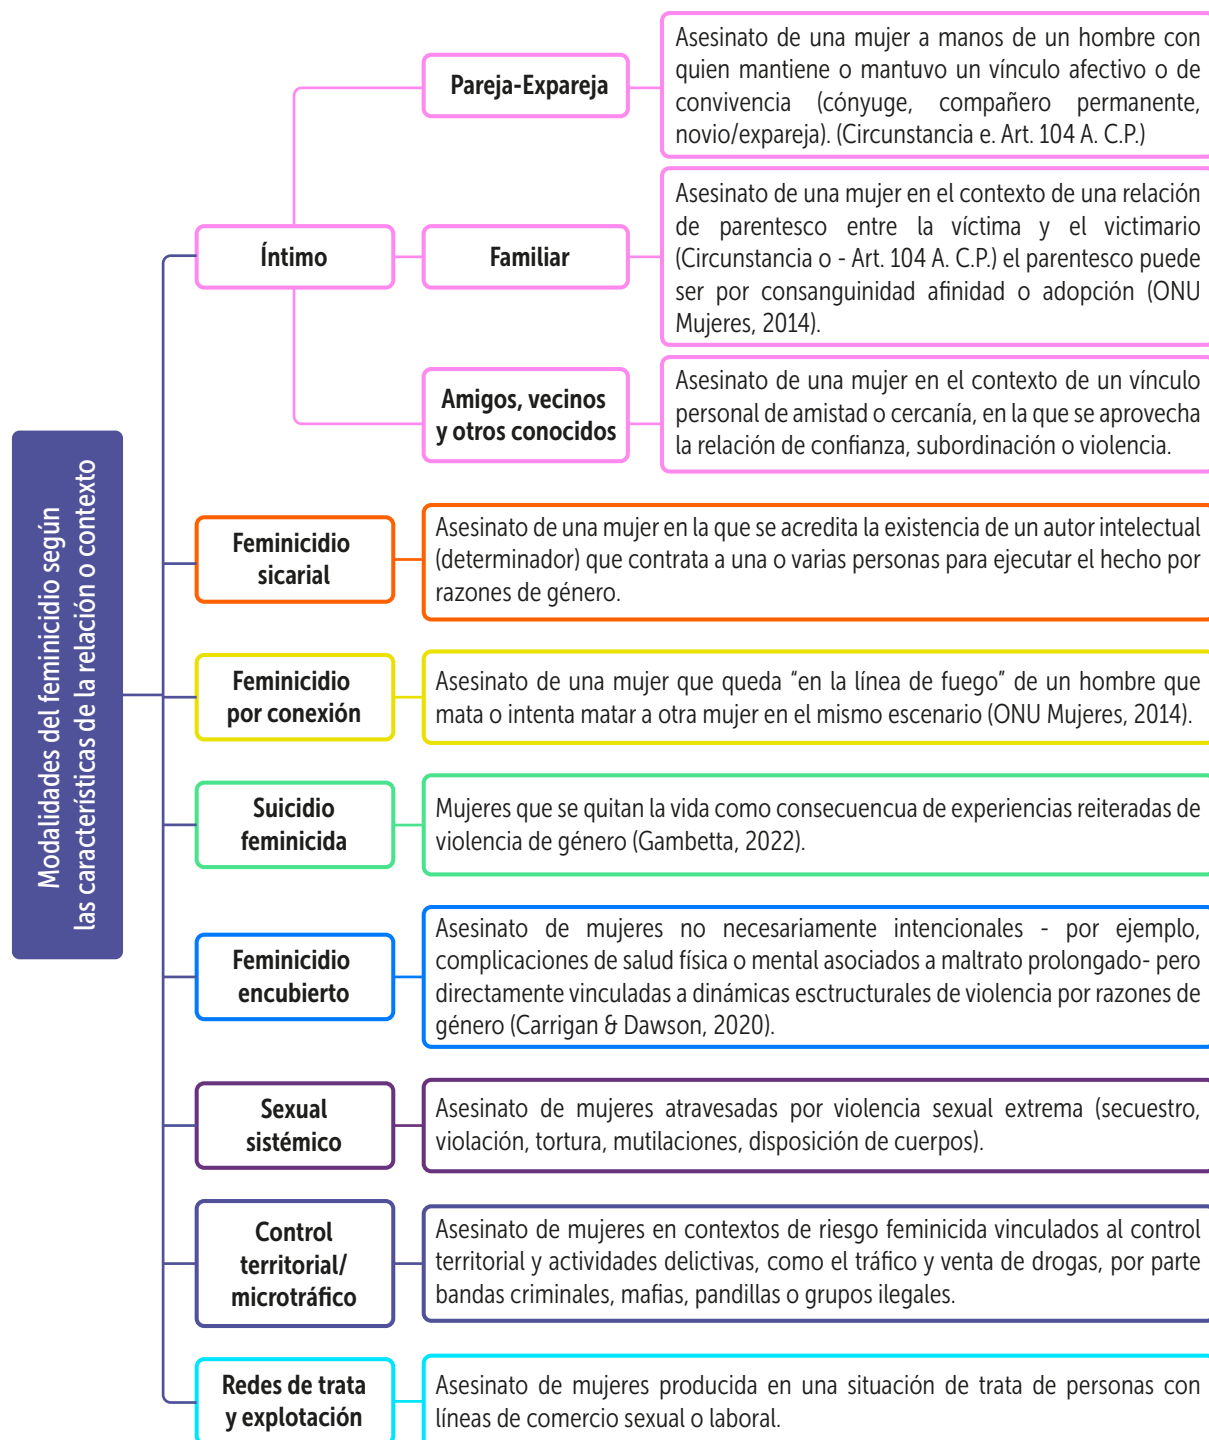 Modalidades del feminicidio según
las características de la relación o contexto
Íntimo
Pareja-Expareja
Asesinato de una mujer a manos de un hombre con
quien mantiene o mantuvo un vínculo afectivo o de
convivencia (cónyuge, compañero permanente,
novio/expareja). (Circunstancia e. Art. 104 A. C.P.)
Familiar
Asesinato de una mujer en el contexto de una relación
de parentesco entre la víctima y el victimario
(Circunstancia o - Art. 104 A. C.P.) el parentesco puede
ser por consanguinidad afinidad o adopción (ONU
Mujeres, 2014).
Amigos, vecinos
y otros conocidos
Asesinato de una mujer en el contexto de un vínculo
personal de amistad o cercanía, en la que se aprovecha
la relación de confianza, subordinación o violencia.
Feminicidio
sicarial
Asesinato de una mujer en la que se acredita la existencia de un autor intelectual
(determinador) que contrata a una o varias personas para ejecutar el hecho por
razones de género.
Feminicidio
por conexión
Asesinato de una mujer que queda "en la línea de fuego" de un hombre que
mata o intenta matar a otra mujer en el mismo escenario (ONU Mujeres, 2014).
Suicidio
feminicida
Mujeres que se quitan la vida como consecuencua de experiencias reiteradas de
violencia de género (Gambetta, 2022).
Feminicidio
encubierto
Asesinato de mujeres no necesariamente intencionales - por ejemplo,
complicaciones de salud física o mental asociados a maltrato prolongado- pero
directamente vinculadas a dinámicas esctructurales de violencia por razones de
género (Carrigan & Dawson, 2020).
Sexual
sistémico
Asesinato de mujeres atravesadas por violencia sexual extrema (secuestro,
violación, tortura, mutilaciones, disposición de cuerpos).
Control
territorial/
microtráfico
Asesinato de mujeres en contextos de riesgo feminicida vinculados al control
territorial y actividades delictivas, como el tráfico y venta de drogas, por parte
bandas criminales, mafias, pandillas o grupos ilegales.
Redes de trata
y explotación
Asesinato de mujeres producida en una situación de trata de personas con
líneas de comercio sexual o laboral.